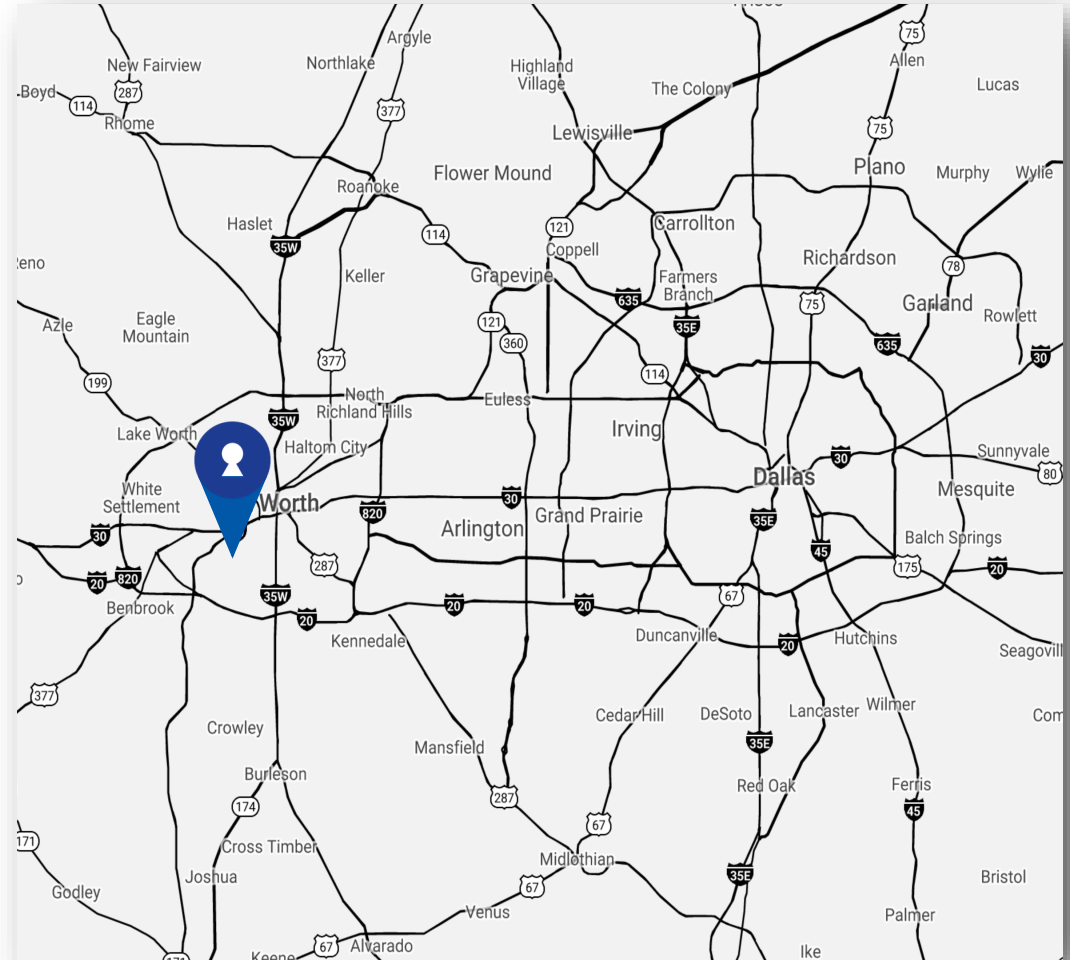 Argyle
75
New Fairview
Northlake
Highland
Village
Allen
Boyd
287
The Colony
Lucas
114
377
Rhome
Lewisville
75
Flower Mound
Plano
Murphy
Wylie
Roanoke
Haslet
121
Carrollton
114
35W
Coppell
Richardson
78
Grapevine
Keller
Farmers
Branch
635
75
Garland
Rowlett
Azle
Eagle
Mountain
121
35E
360
635
30
377
114
199
North
Richland Hills
Euless
35W
Lake Worth
Irving
Haltom City
30
Sunnyvale
80
Dallas
White
Settlement
Worth
30
Mesquite
820
Arlington
Grand Prairie
35E
30
45
Balch Springs
287
175
20
20
820
35W
67
Benbrook
20
20
20
Kennedale
Duncanville
20
Hutchins
Seagovill
377
Crowley
Cedar Hill
DeSoto
Lancaster
Wilmer
Com
Mansfield
35E
Burleson
Red Oak
Ferris
174
287
45
67
171
Cross Timber
Midlothian
Joshua
67
35E
Bristol
Godley
Venus
Palmer
67
Alvarado
Ike
Keene
171